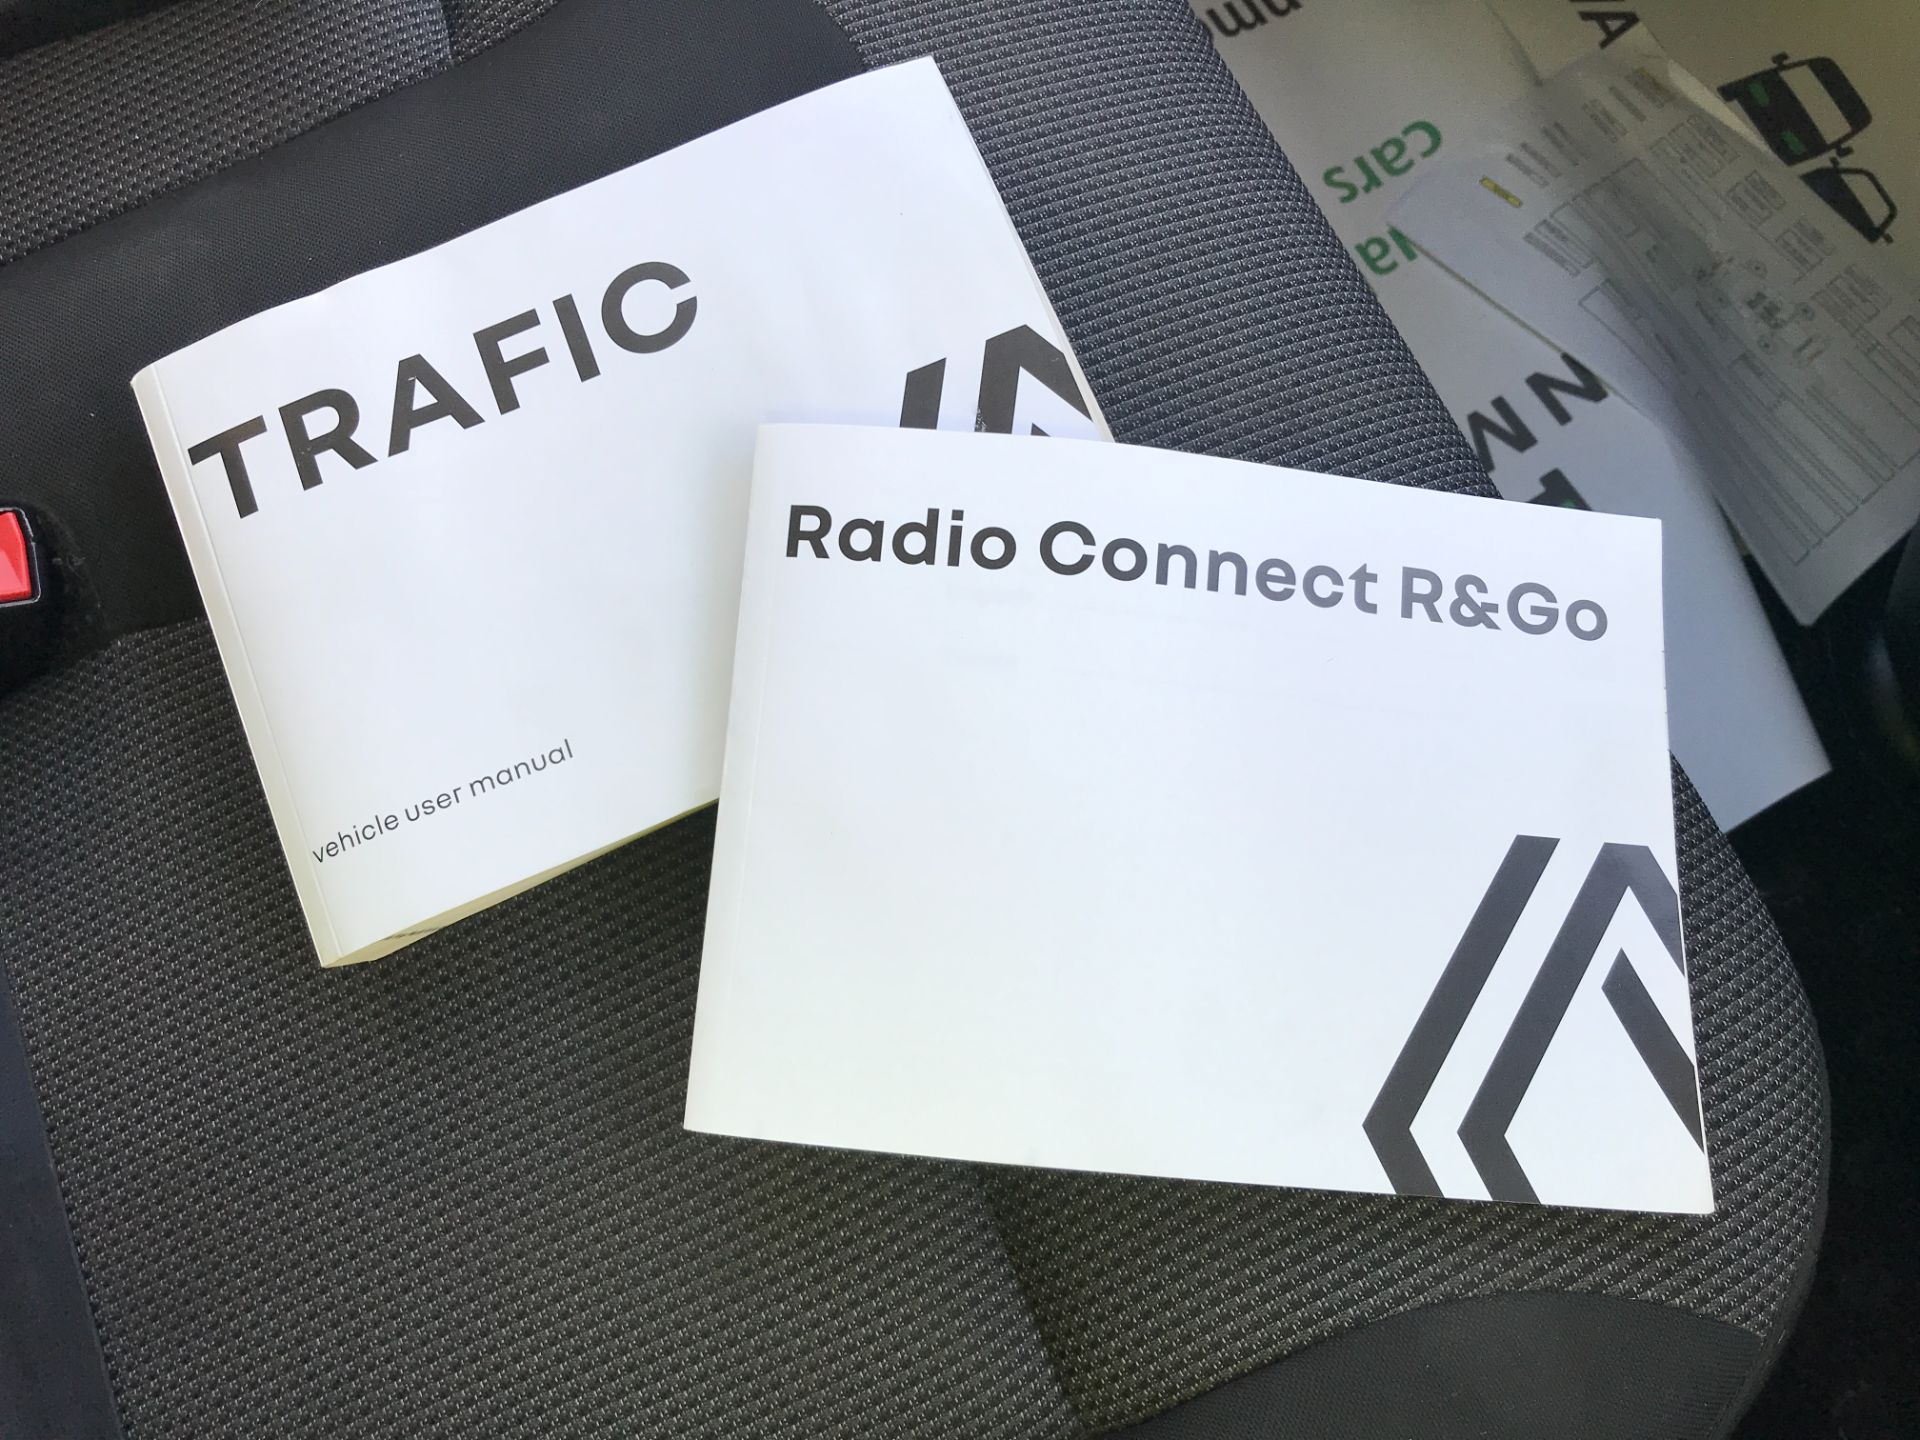 TRAFIC
vehicle user manual
Radio Connect R&Go
cars